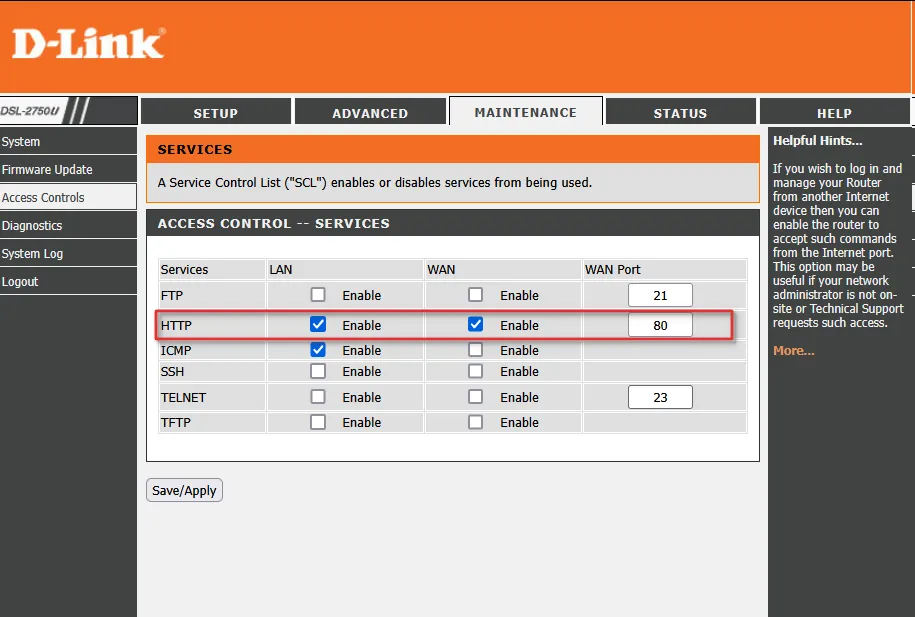 D-Link®
DSL-2750U
SETUP
ADVANCED
MAINTENANCE
STATUS
HELP
System
Firmware Update
Access Controls
Diagnostics
System Log
Logout
SERVICES
A Service Control List ("SCL") enables or disables services from being used.
ACCESS CONTROL -- SERVICES
Services LAN WAN WAN Port
FTP Enable Enable 21
HTTP Enable Enable 80
ICMP Enable Enable
SSH Enable Enable
TELNET Enable Enable 23
TFTP Enable Enable
Save/Apply
Helpful Hints...
If you wish to log in and
manage your Router
from another Internet
device then you can
enable the router to
accept such commands
from the Internet port.
This option may be
useful if your network
administrator is not on-
site or Technical Support
requests such access.
More...